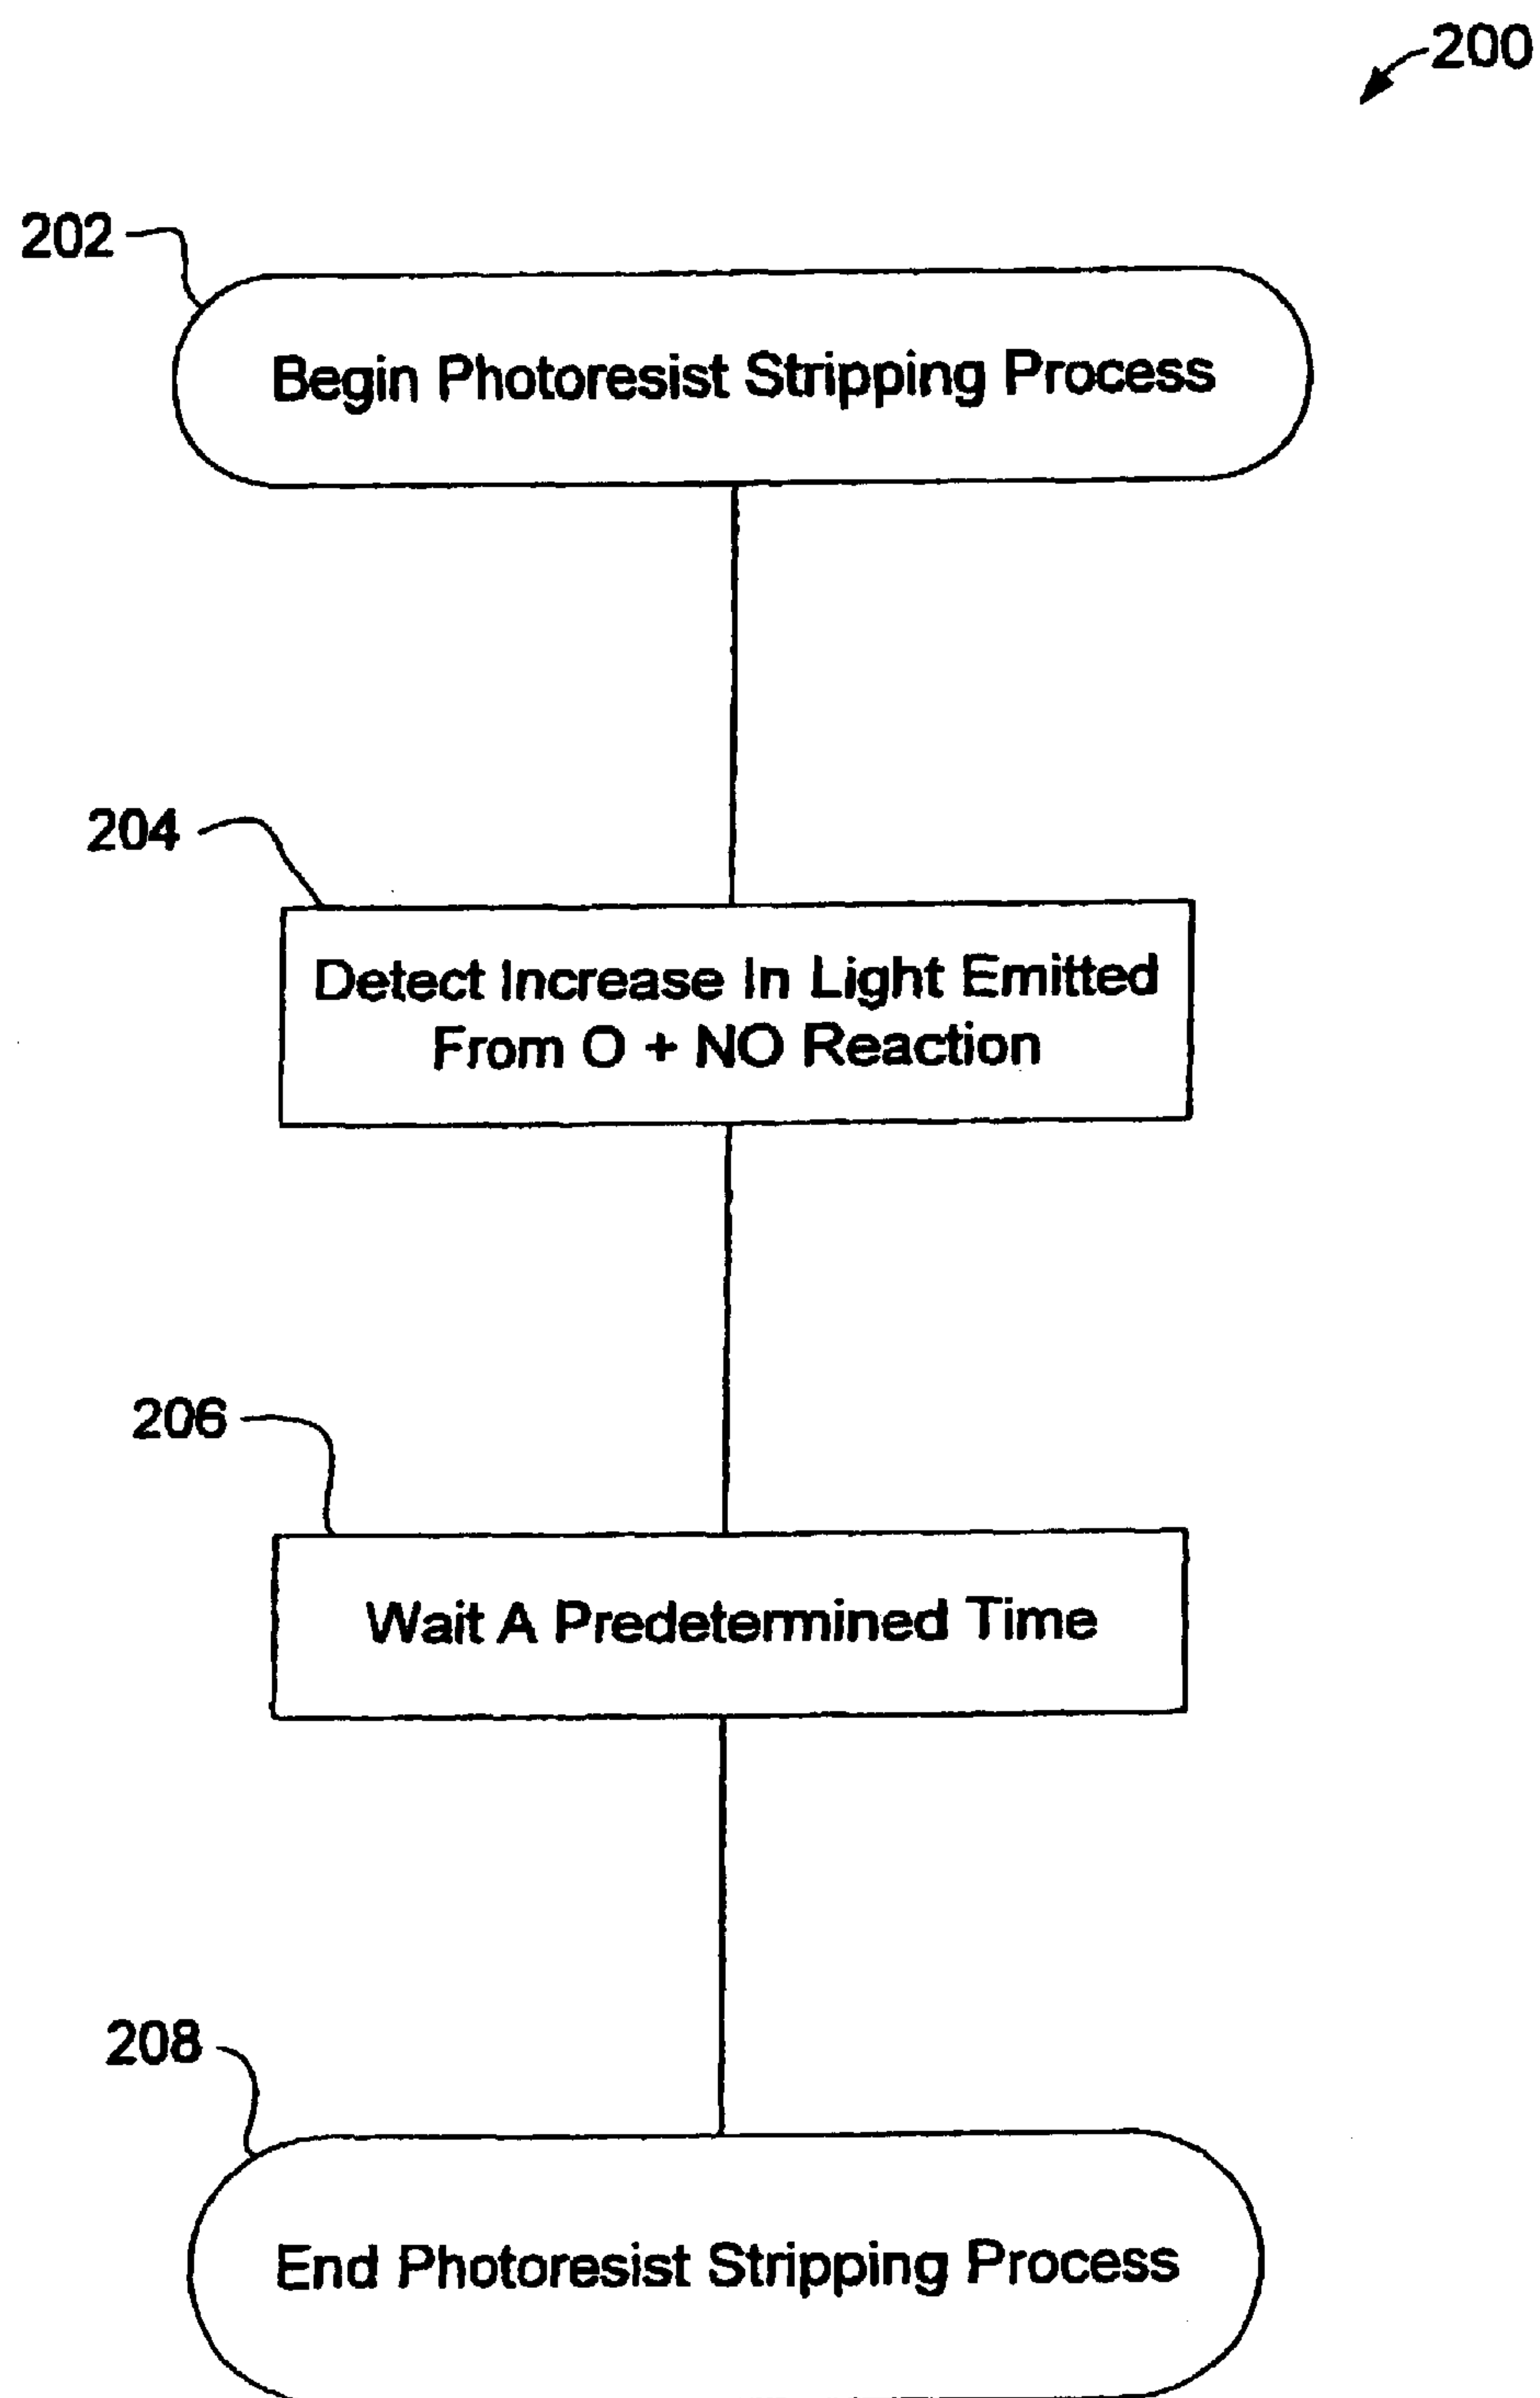 200
202
Begin Photoresist Stripping Process
204
Detect Increase In Light Emitted
From O + NO Reaction
206
Wait A Predetermined Time
208
End Photoresist Stripping Process